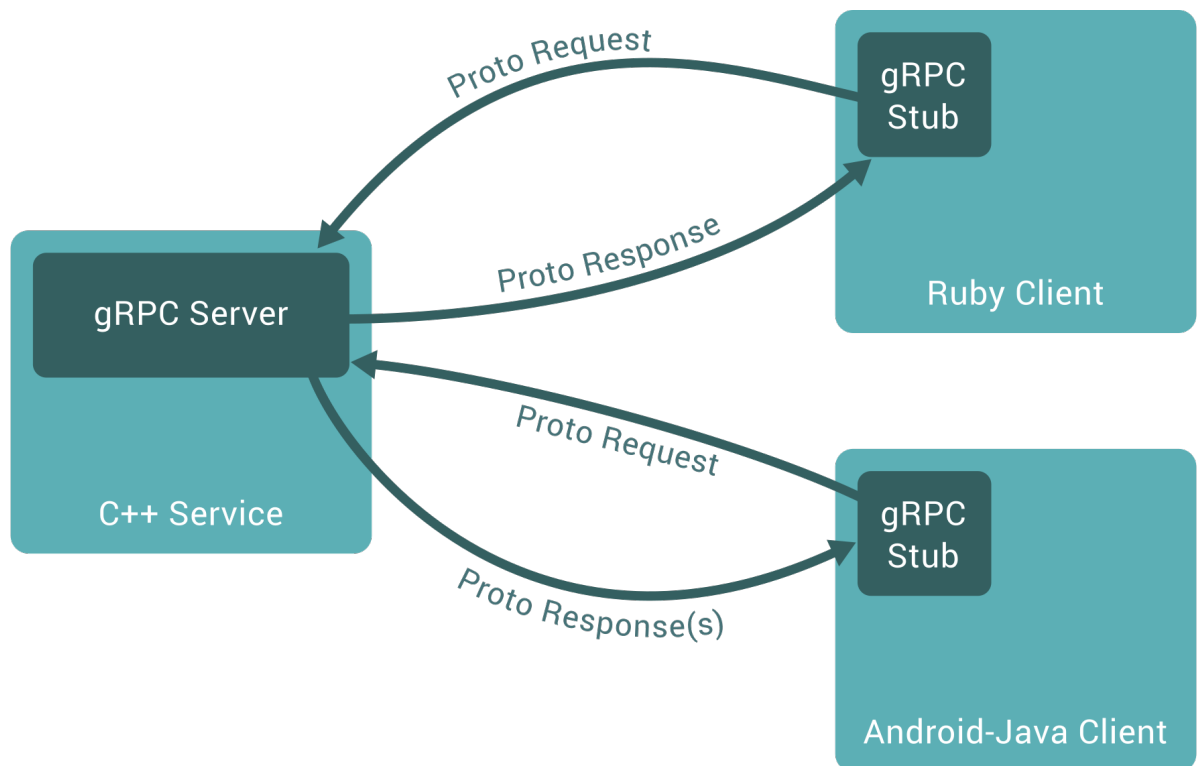 Proto Request
gRPC
Stub
Proto Response
Ruby Client
gRPC Server
C++ Service
Proto Request
gRPC
Stub
Proto Response(s)
Android-Java Client